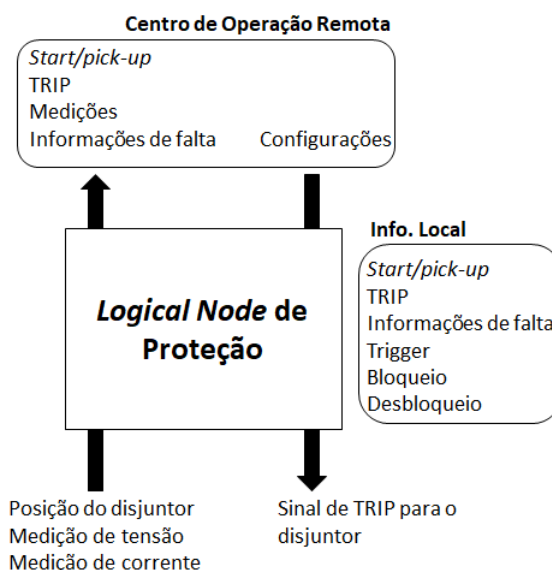 Centro de Operação Remota
Start/pick-up
TRIP
Medições
Informações de falta Configurações
Info. Local
Start/pick-up
TRIP
Informações de falta
Trigger
Bloqueio
Desbloqueio
Logical Node de
Proteção
Posição do disjuntor
Medição de tensão
Medição de corrente
Sinal de TRIP para o
disjuntor